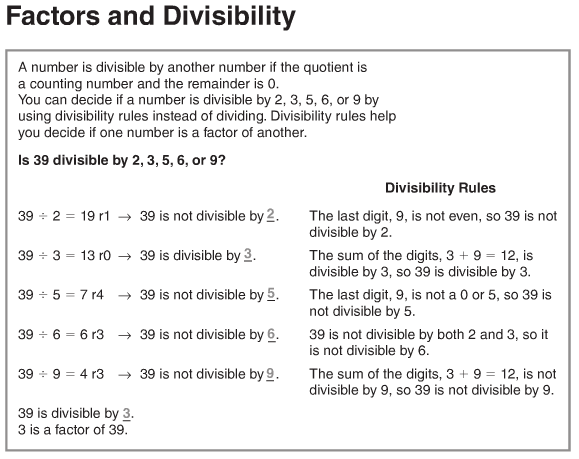 Factors and Divisibility
A number is divisible by another number if the quotient is
a counting number and the remainder is 0.
You can decide if a number is divisible by 2, 3, 5, 6, or 9 by
using divisibility rules instead of dividing. Divisibility rules help
you decide if one number is a factor of another.
Is 39 divisible by 2, 3, 5, 6, or 9?
Divisibility Rules
39 ÷ 2 = 19 r1 → 39 is not divisible by 2.
The last digit, 9, is not even, so 39 is not
divisible by 2.
39 ÷ 3 = 13 r0 → 39 is divisible by 3.
The sum of the digits, 3 + 9 = 12, is
divisible by 3, so 39 is divisible by 3.
39 ÷ 5 = 7 r4 → 39 is not divisible by 5.
The last digit, 9, is not a 0 or 5, so 39 is
not divisible by 5.
39 ÷ 6 = 6 r3 → 39 is not divisible by 6.
39 is not divisible by both 2 and 3, so it
is not divisible by 6.
39 ÷ 9 = 4 r3 → 39 is not divisible by 9.
The sum of the digits, 3 + 9 = 12, is not
divisible by 9, so 39 is not divisible by 9.
39 is divisible by 3.
3 is a factor of 39.